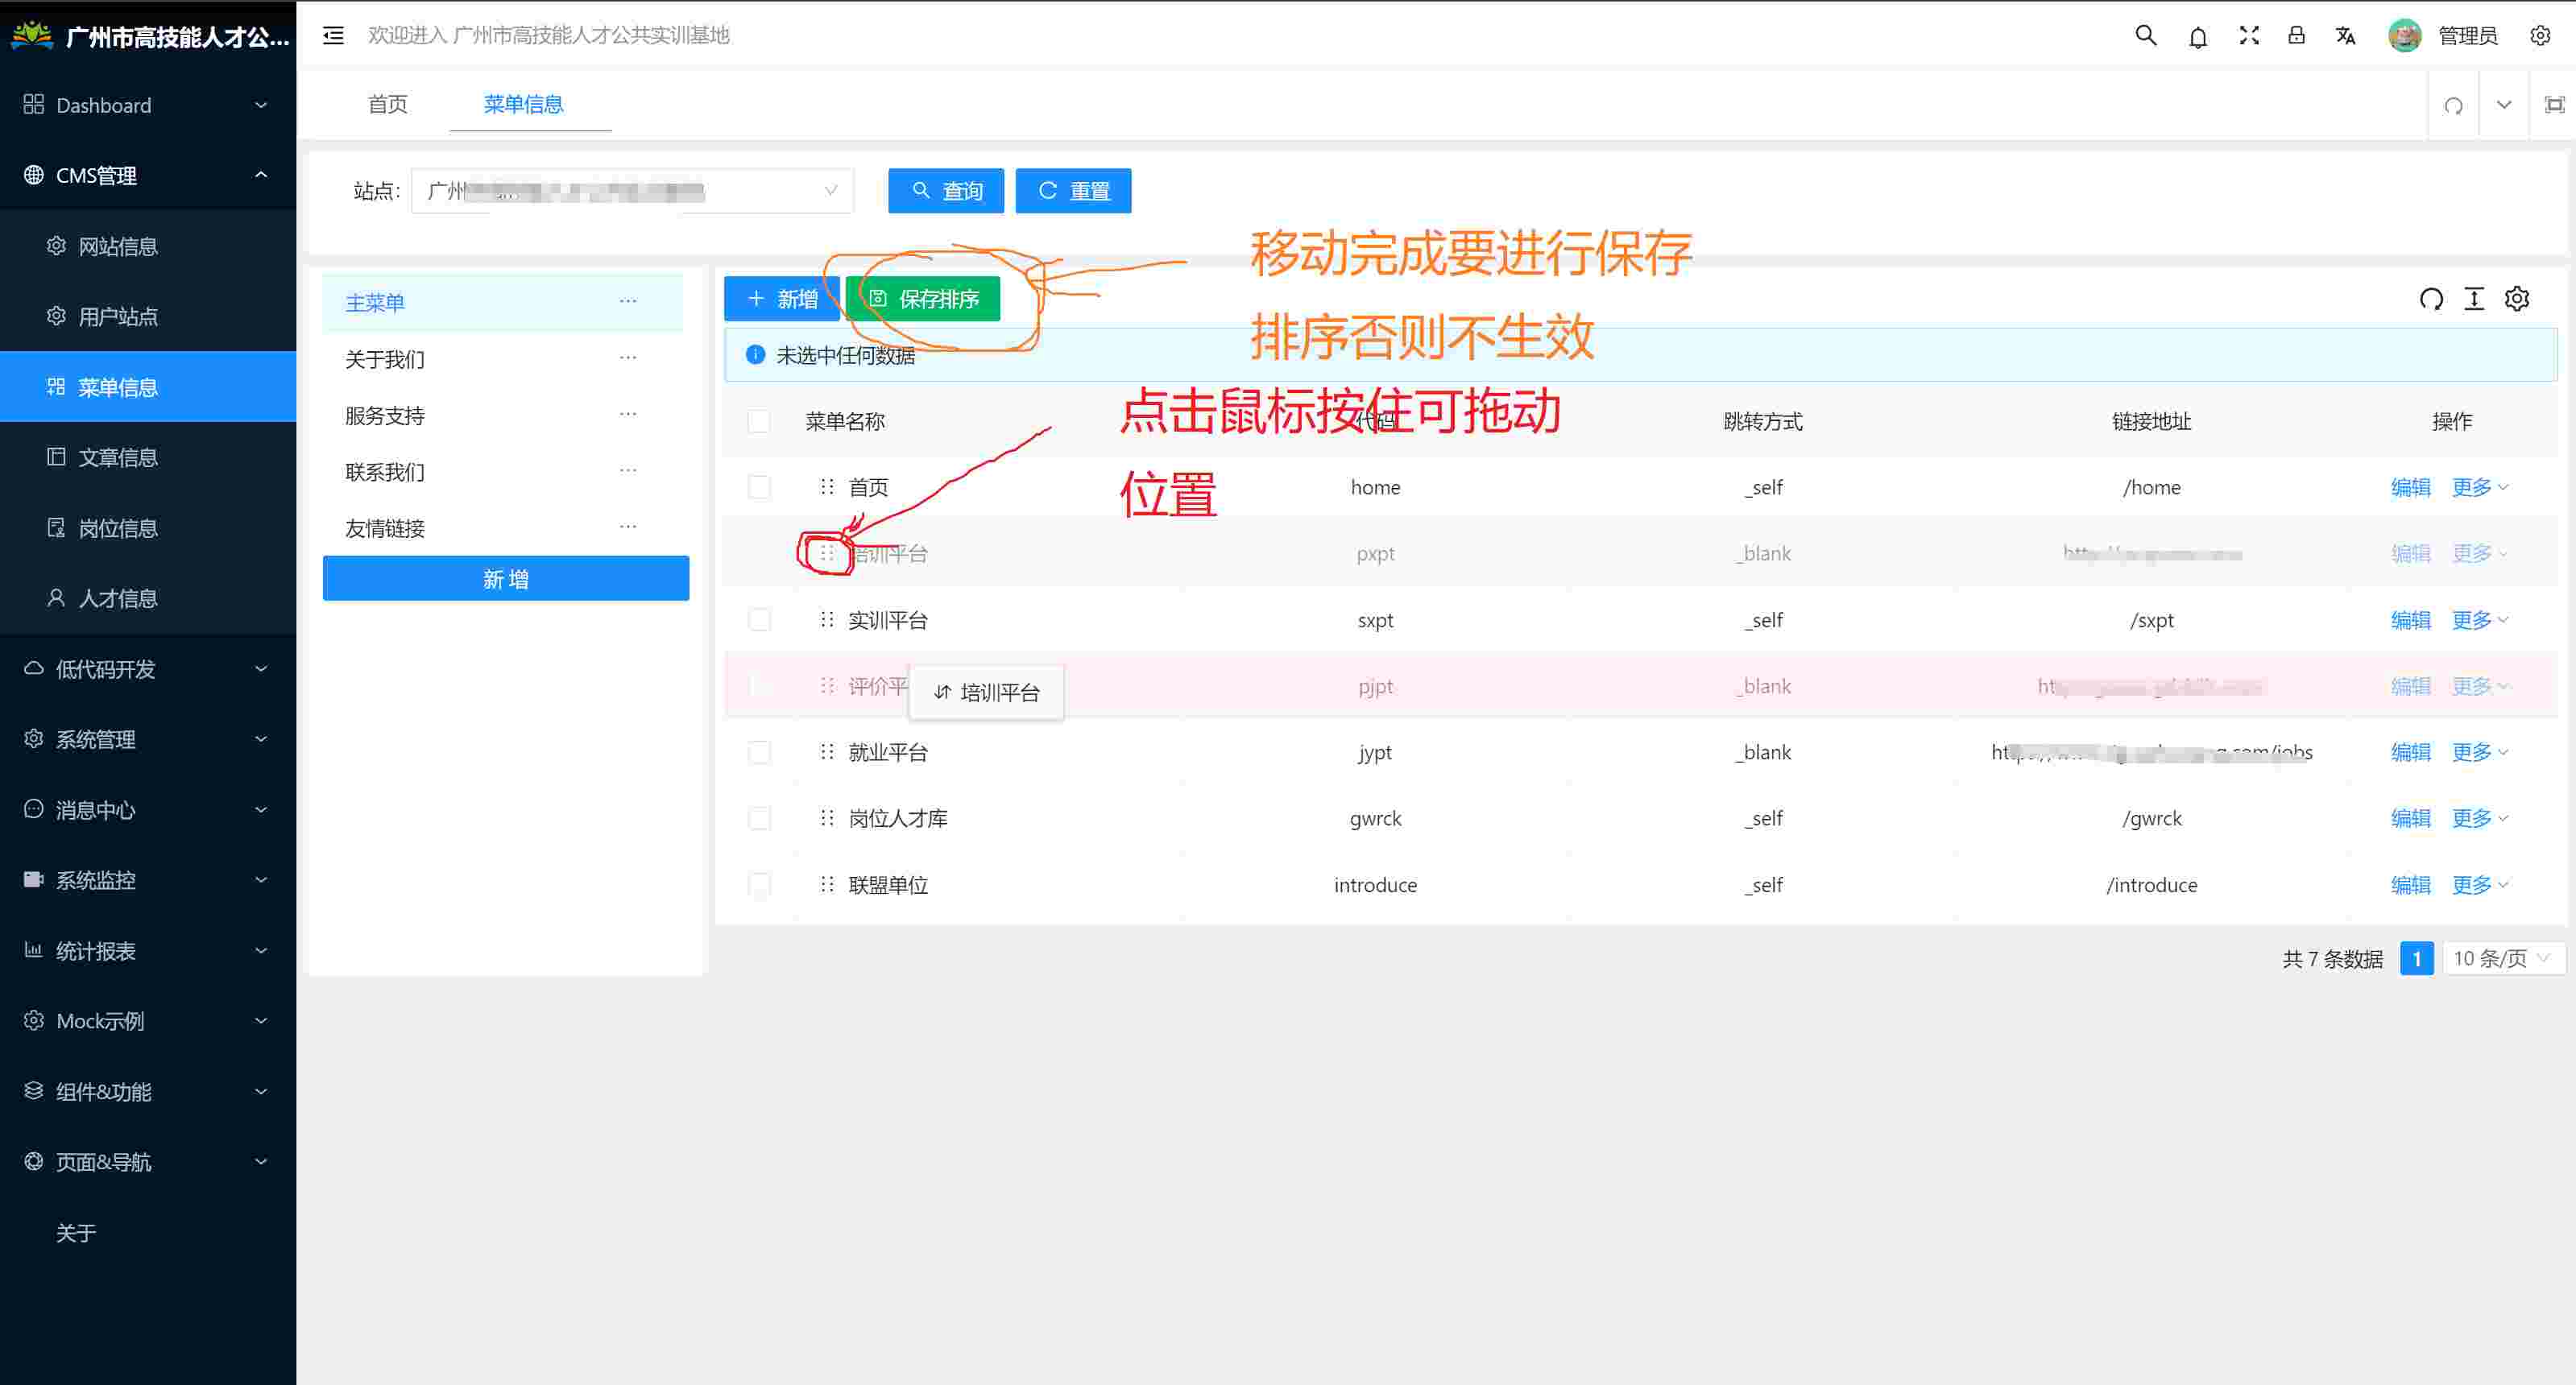 广州市高技能人才公...
欢迎进入 广州市高技能人才公共实训基地
管理员
Dashboard
CMS管理
网站信息
用户站点
菜单信息
文章信息
岗位信息
人才信息
低代码开发
系统管理
消息中心
系统监控
统计报表
Mock示例
组件&功能
页面&导航
关于
首页 菜单信息
站点: 广州
查询 重置
移动完成要进行保存
排序否则不生效
主菜单 ...
关于我们 ...
服务支持 ...
联系我们 ...
友情链接 ...
新 增
新增 保存排序
未选中任何数据
点击鼠标按住可拖动
位置
菜单名称 代码 跳转方式 链接地址 操作
首页 home _self /home 编辑 更多
培训平台 pxpt _blank 编辑 更多
实训平台 sxpt _self /sxpt 编辑 更多
评价平 pjpt _blank 编辑 更多
培训平台
就业平台 jypt _blank .com/jobs 编辑 更多
岗位人才库 gwrck _self /gwrck 编辑 更多
联盟单位 introduce _self /introduce 编辑 更多
共 7 条数据 1 10 条/页